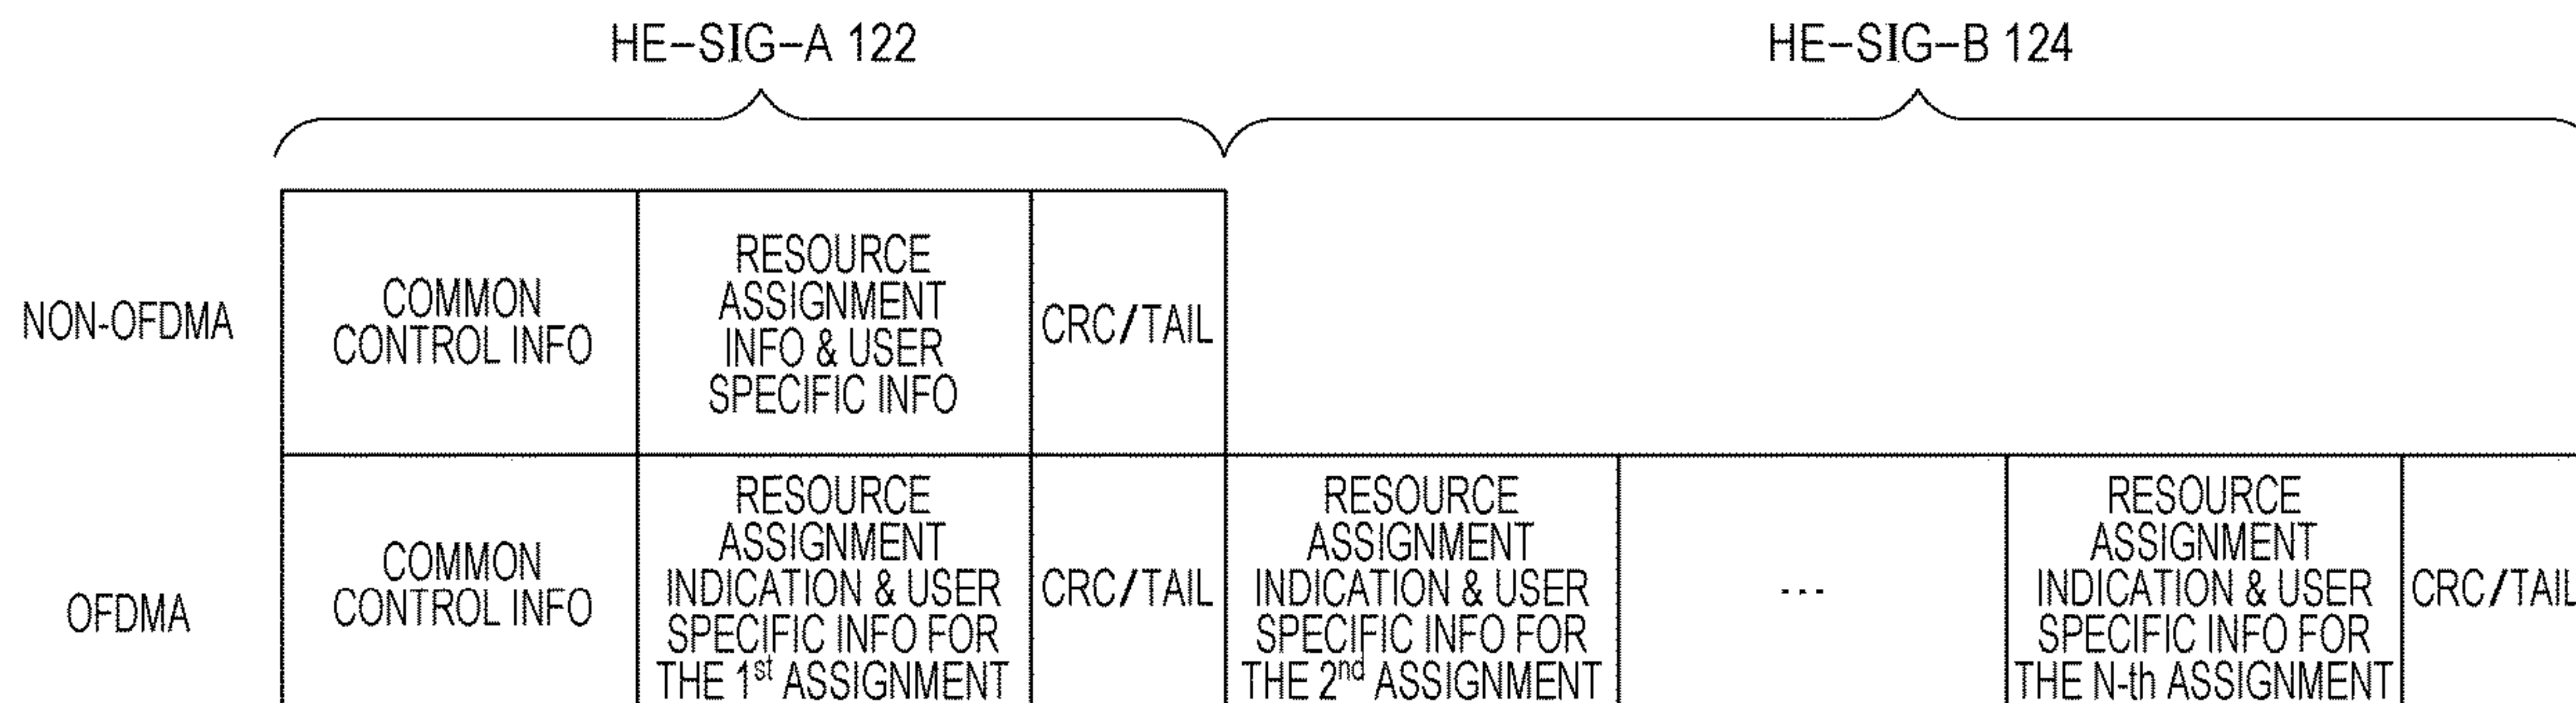 HE-SIG-A 122
HE-SIG-B 124
NON-OFDMA
COMMON
CONTROL INFO
RESOURCE
ASSIGNMENT
INFO & USER
SPECIFIC INFO
CRC/TAIL
OFDMA
COMMON
CONTROL INFO
RESOURCE
ASSIGNMENT
INDICATION & USER
SPECIFIC INFO FOR
THE 1st ASSIGNMENT
CRC/TAIL
RESOURCE
ASSIGNMENT
INDICATION & USER
SPECIFIC INFO FOR
THE 2nd ASSIGNMENT
...
RESOURCE
ASSIGNMENT
INDICATION & USER
SPECIFIC INFO FOR
THE N-th ASSIGNMENT
CRC/TAIL